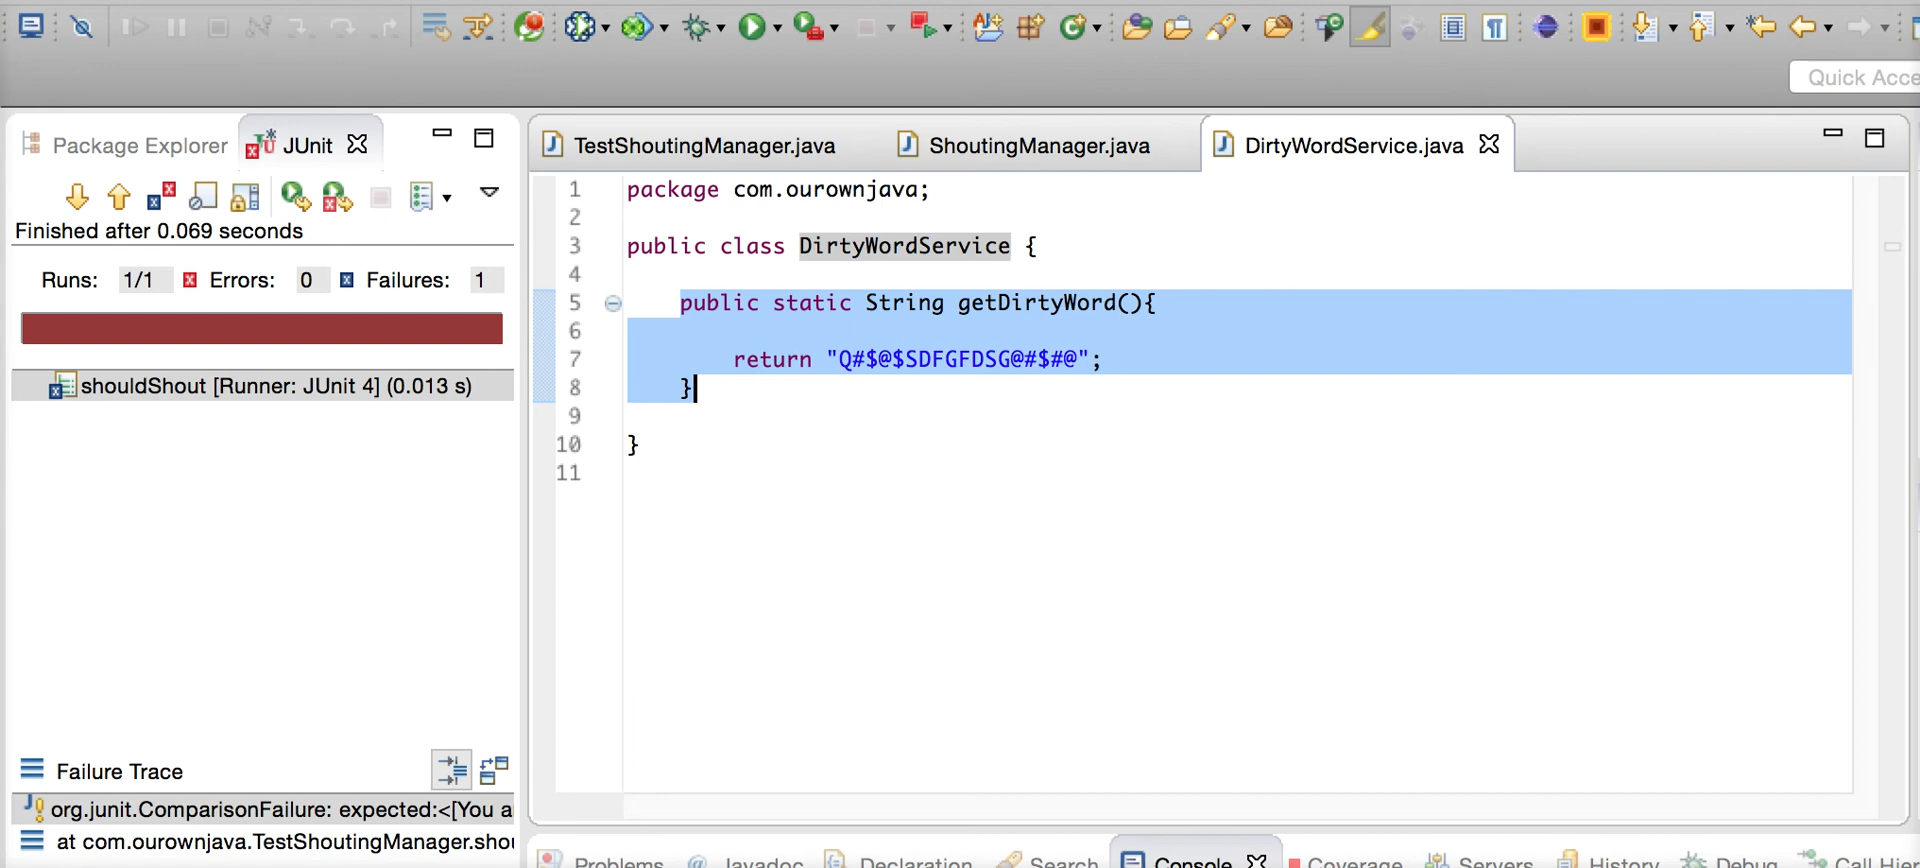 Quick Acce
Package Explorer
JUnit
Finished after 0.069 seconds
Runs: 1/1 Errors: 0 Failures: 1
shouldShout [Runner: JUnit 4] (0.013 s)
Failure Trace
org.junit.ComparisonFailure: expected:<[You a
at com.ourownjava.TestShoutingManager.shou
TestShoutingManager.java
ShoutingManager.java
DirtyWordService.java
1 package com.ourownjava;
2
3 public class DirtyWordService {
4
5 public static String getDirtyWord(){
6
7 return "Q#$@$SDFGFDSG@#$#@";
8 }
9
10 }
11
Problems
Javadoc
Declaration
Search
Console
Coverage
Servers
History
Debug
Call Hier